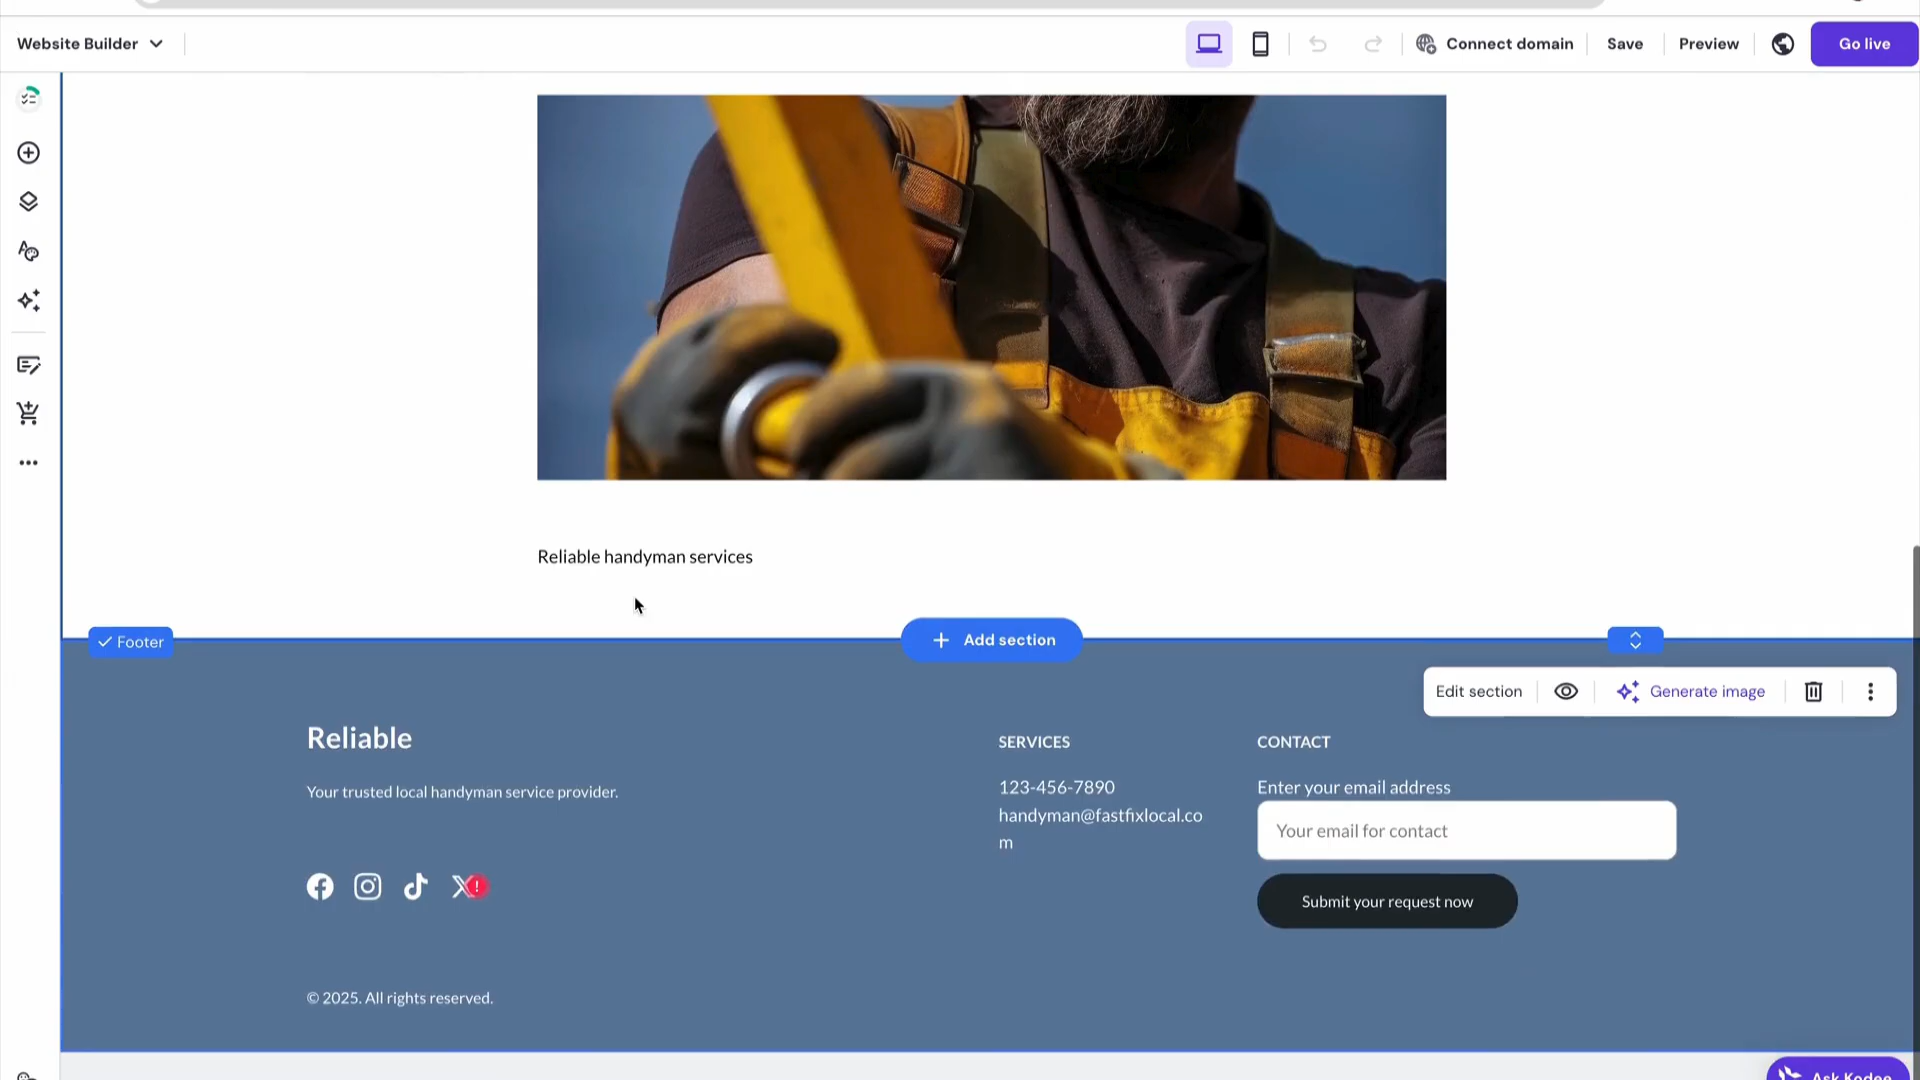 Website Builder
Connect domain
Save
Preview
Go live
Reliable handyman services
Footer
+ Add section
Edit section
Generate image
Reliable
Your trusted local handyman service provider.
SERVICES
123-456-7890
handyman@fastfixlocal.co
m
CONTACT
Enter your email address
Your email for contact
Submit your request now
© 2025. All rights reserved.
Ask Kodee